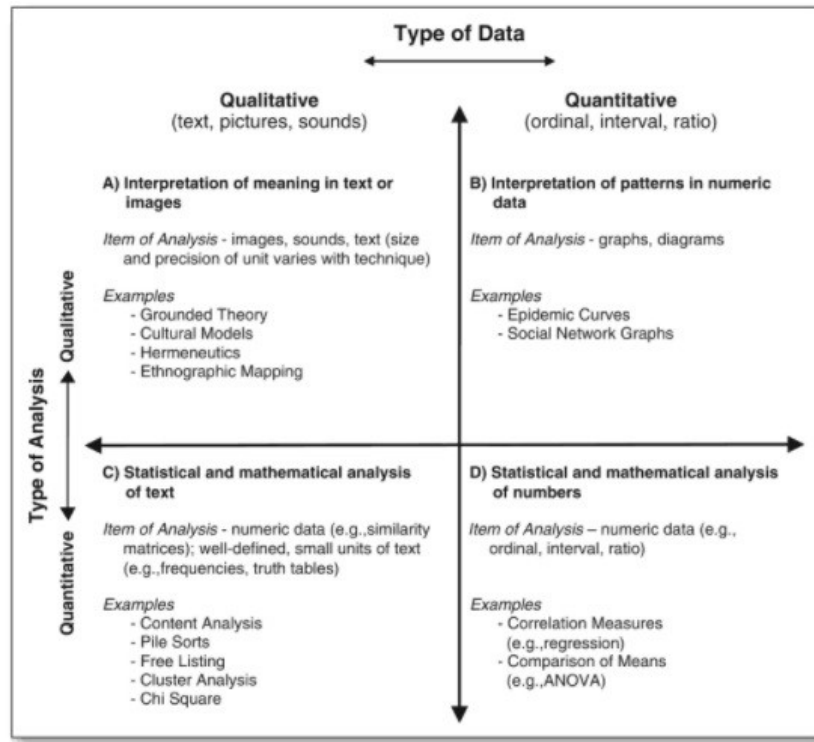 Type of Data
Qualitative
(text, pictures, sounds)
Quantitative
(ordinal, interval, ratio)
Type of Analysis
Qualitative
Quantitative
A) Interpretation of meaning in text or
images
Item of Analysis - images, sounds, text (size
and precision of unit varies with technique)
Examples
- Grounded Theory
- Cultural Models
- Hermeneutics
- Ethnographic Mapping
B) Interpretation of patterns in numeric
data
Item of Analysis - graphs, diagrams
Examples
- Epidemic Curves
- Social Network Graphs
C) Statistical and mathematical analysis
of text
Item of Analysis - numeric data (e.g.,similarity
matrices); well-defined, small units of text
(e.g.,frequencies, truth tables)
Examples
- Content Analysis
- Pile Sorts
- Free Listing
- Cluster Analysis
- Chi Square
D) Statistical and mathematical analysis
of numbers
Item of Analysis – numeric data (e.g.,
ordinal, interval, ratio)
Examples
- Correlation Measures
(e.g.,regression)
- Comparison of Means
(e.g.,ANOVA)